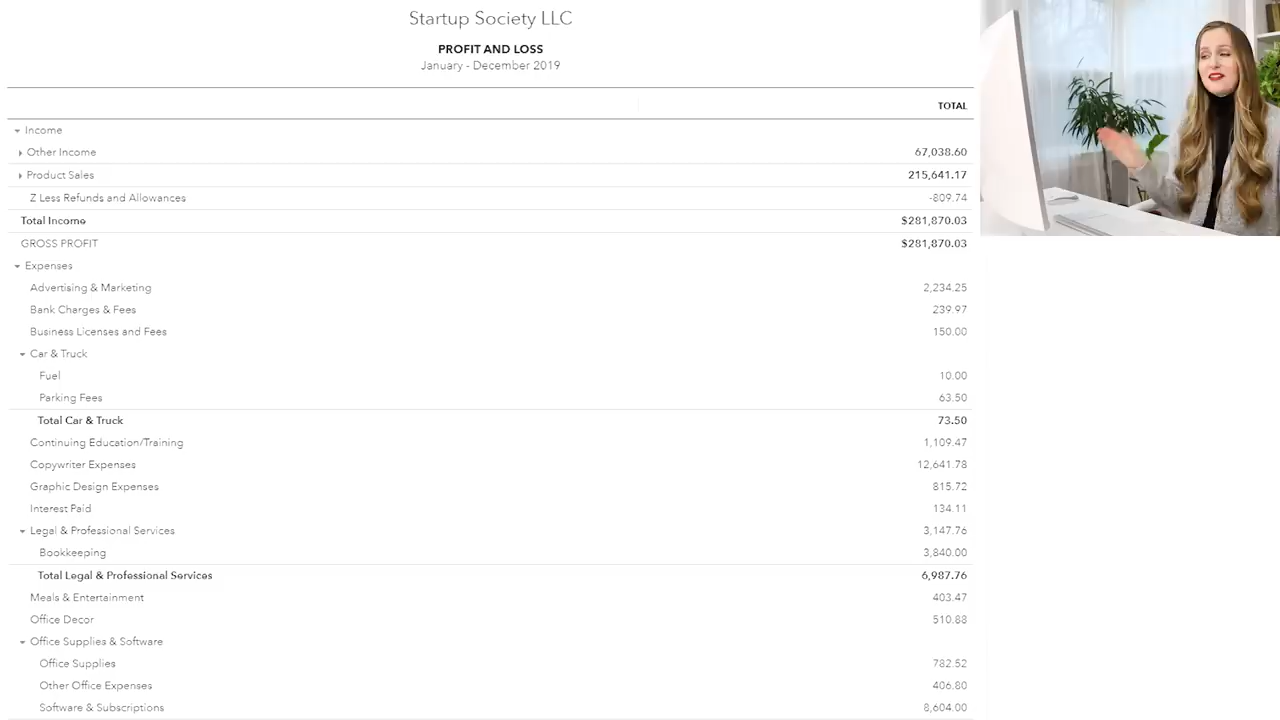 Startup Society LLC
PROFIT AND LOSS
January - December 2019
TOTAL
Income
Other Income 67,038.60
Product Sales 215,641.17
Z Less Refunds and Allowances -809.74
Total Income $281,870.03
GROSS PROFIT $281,870.03
Expenses
Advertising & Marketing 2,234.25
Bank Charges & Fees 239.97
Business Licenses and Fees 150.00
Car & Truck
Fuel 10.00
Parking Fees 63.50
Total Car & Truck 73.50
Continuing Education/Training 1,109.47
Copywriter Expenses 12,641.78
Graphic Design Expenses 815.72
Interest Paid 134.11
Legal & Professional Services 3,147.76
Bookkeeping 3,840.00
Total Legal & Professional Services 6,987.76
Meals & Entertainment 403.47
Office Decor 510.88
Office Supplies & Software
Office Supplies 782.52
Other Office Expenses 406.80
Software & Subscriptions 8,604.00